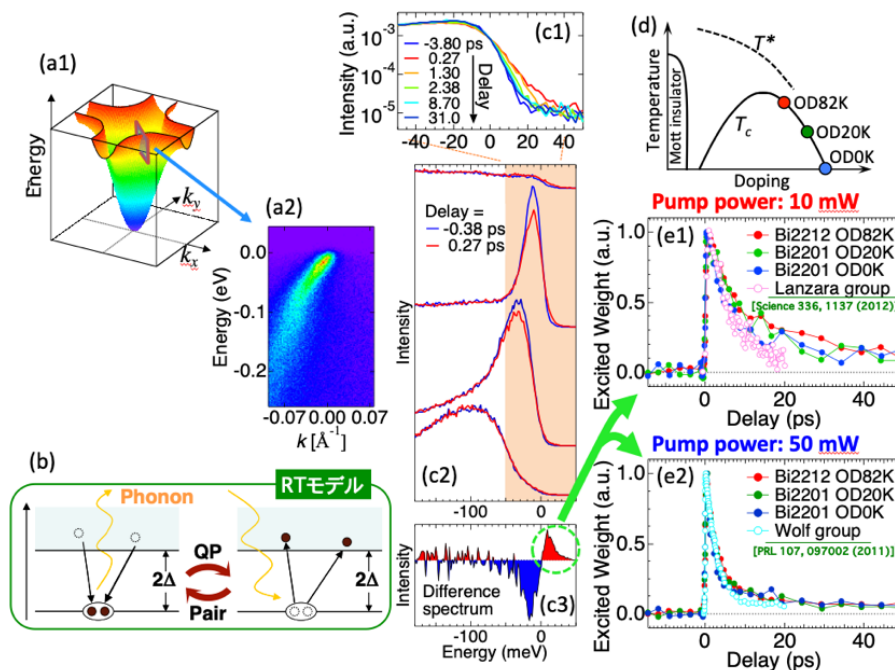 (a1)
Energy
k_y
k_x
(a2)
Energy (eV)
0.0
-0.1
-0.2
-0.07 0.00 0.07
k [Å⁻¹]
(b)
RTモデル
Phonon
2Δ
QP
Pair
2Δ
(c1)
Intensity (a.u.)
10⁻³
10⁻⁴
10⁻⁵
-3.80 ps
0.27
1.30
2.38
8.70
31.0
Delay
-40 -20 0 20 40
Delay =
-0.38 ps
0.27 ps
Intensity
(c2)
-100 0
Intensity
Difference
spectrum
(c3)
-100 0
Energy (meV)
(d)
Temperature
Mott insulator
T*
T_c
OD82K
OD20K
OD0K
Doping
Pump power: 10 mW
(e1)
Excited Weight (a.u.)
1.0
0.5
0.0
Bi2212 OD82K
Bi2201 OD20K
Bi2201 OD0K
Lanzara group
[Science 336, 1137 (2012)]
0 20 40
Delay (ps)
Pump power: 50 mW
(e2)
Excited Weight (a.u.)
1.0
0.5
0.0
Bi2212 OD82K
Bi2201 OD20K
Bi2201 OD0K
Wolf group
[PRL 107, 097002 (2011)]
0 20 40
Delay (ps)